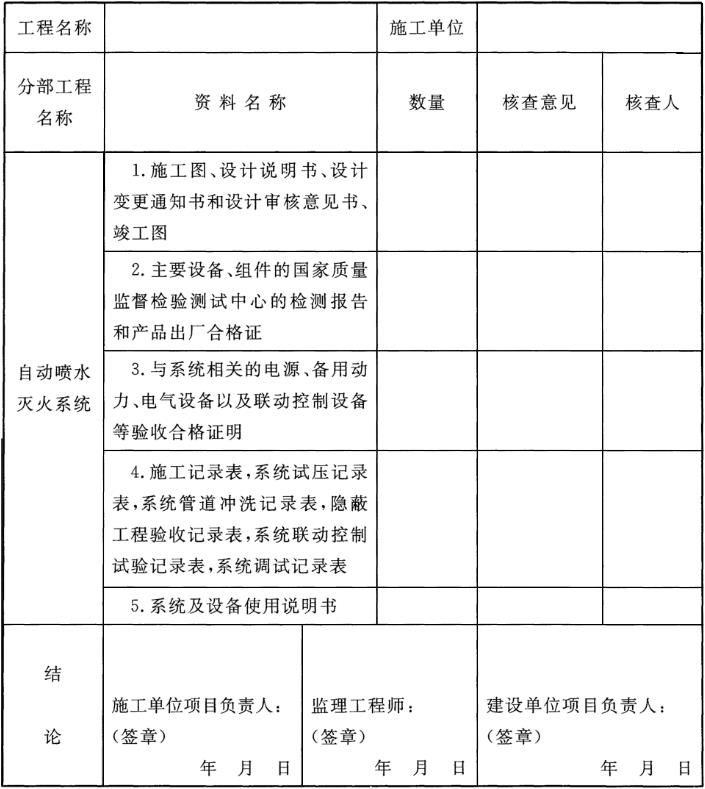 工程名称 施工单位
分部工程名称 资料名称 数量 核查意见 核查人
自动喷水
灭火系统
1.施工图、设计说明书、设计
变更通知书和设计审核意见书、
竣工图
2.主要设备、组件的国家质量
监督检验测试中心的检测报告
和产品出厂合格证
3.与系统相关的电源、备用动
力、电气设备以及联动控制设备
等验收合格证明
4.施工记录表,系统试压记录
表,系统管道冲洗记录表,隐蔽
工程验收记录表,系统联动控制
试验记录表,系统调试记录表
5.系统及设备使用说明书
结
论
施工单位项目负责人:
(签章)
年 月 日
监理工程师:
(签章)
年 月 日
建设单位项目负责人:
(签章)
年 月 日